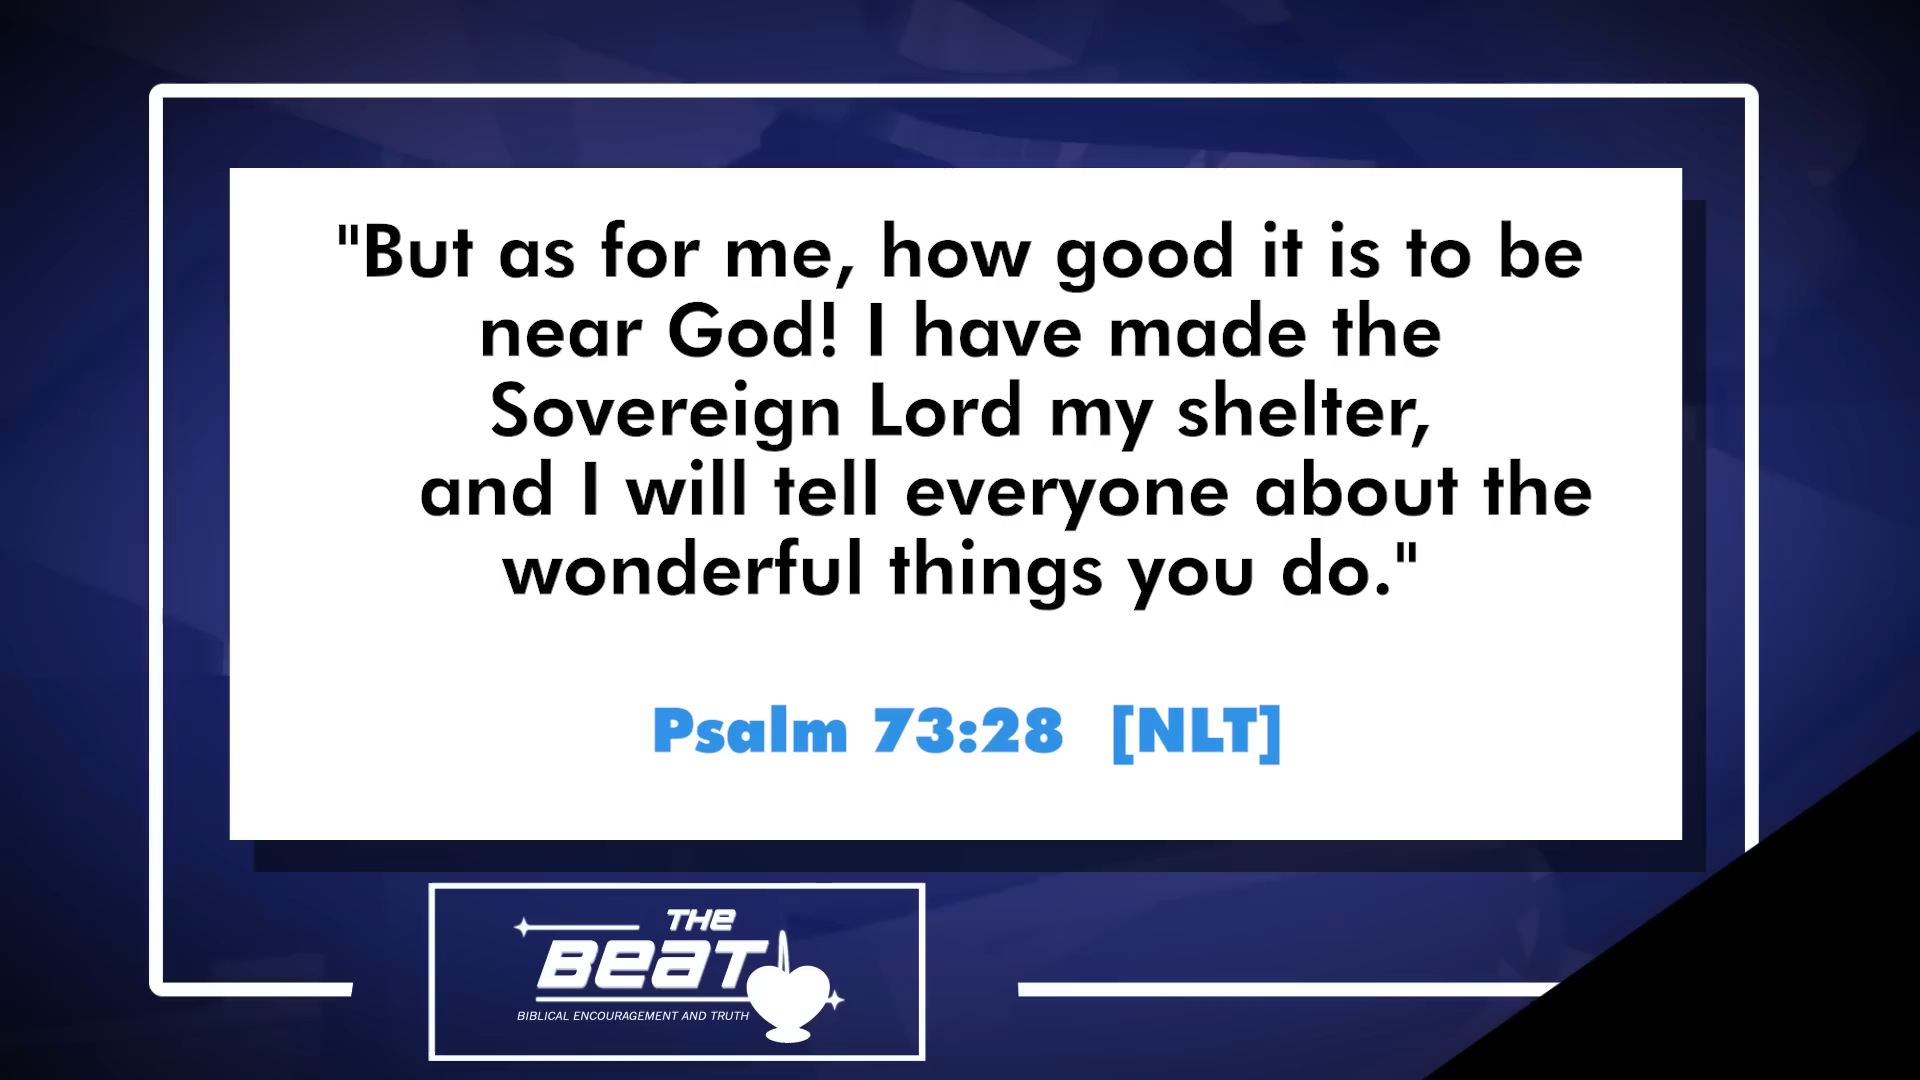 "But as for me, how good it is to be
near God! I have made the
Sovereign Lord my shelter,
and I will tell everyone about the
wonderful things you do."
Psalm 73:28 [NLT]
THE
BEAT
BIBLICAL ENCOURAGEMENT AND TRUTH